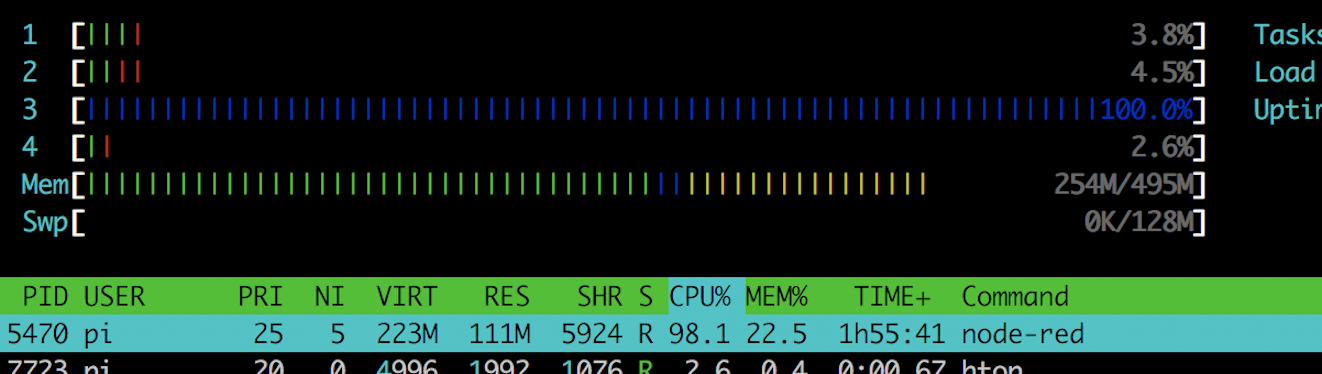 1 [|||| 3.8%] Tasks
2 [|||| 4.5%] Load
3 [||||||||||||||||||||||||||||||||||||||||||||||||||||||||||||||||||100.0%]
4 [|| 2.6%]
Mem[||||||||||||||||||||||||||||||||||||||||||||||||||||||| 254M/495M]
Swp[ 0K/128M]
PID USER PRI NI VIRT RES SHR S CPU% MEM% TIME+ Command
5470 pi 25 5 223M 111M 5924 R 98.1 22.5 1h55:41 node-red
7723 pi 20 0 4996 1992 1076 R 2.6 0.4 0:00.67 htop